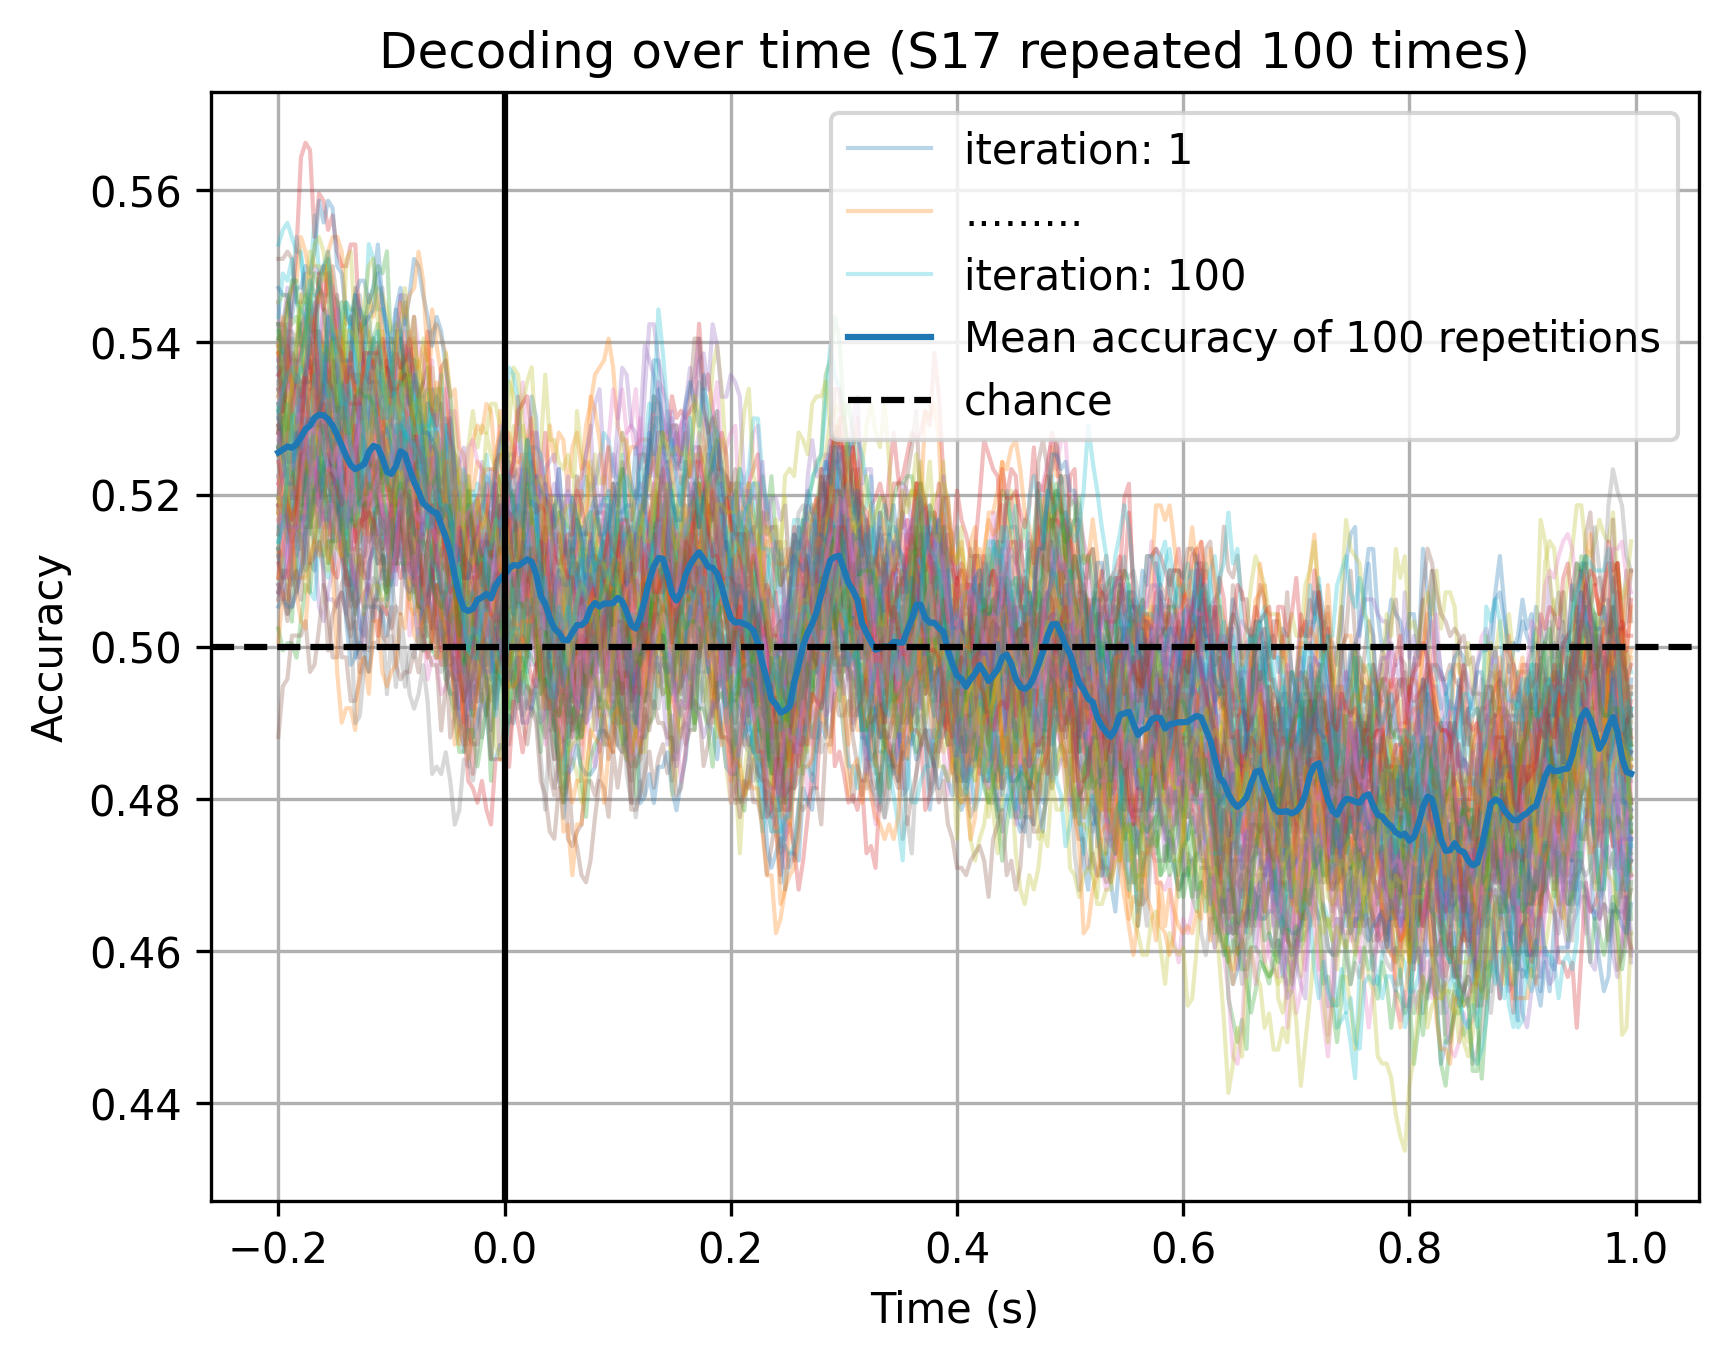 Decoding over time (S17 repeated 100 times)
iteration: 1
.........
iteration: 100
Mean accuracy of 100 repetitions
chance
0.56
0.54
0.52
0.50
0.48
0.46
0.44
Accuracy
−0.2 0.0 0.2 0.4 0.6 0.8 1.0
Time (s)